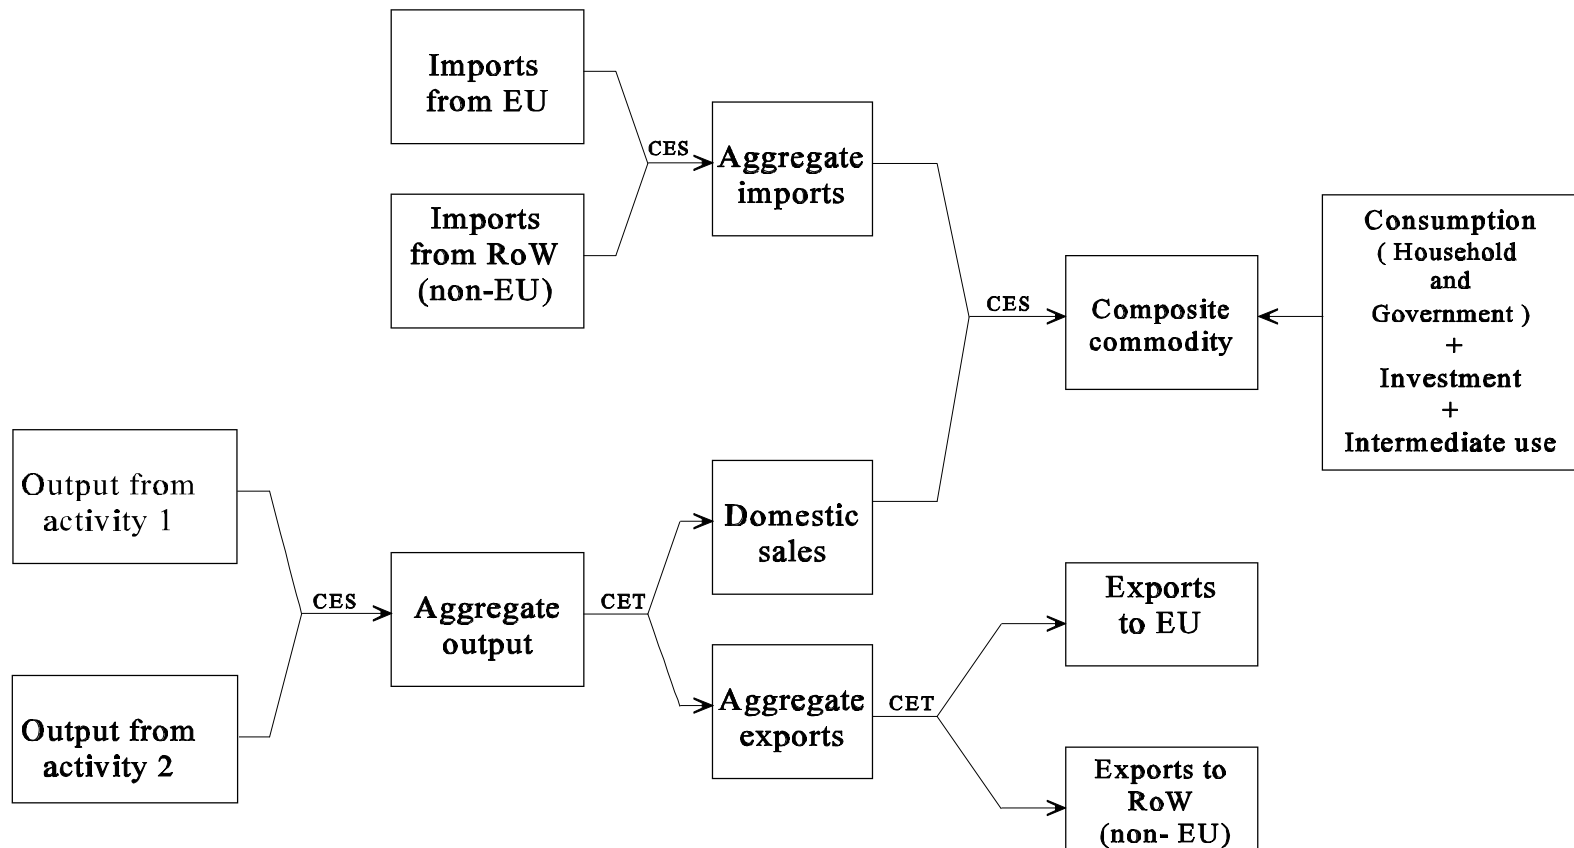 Imports
from EU
CES
Aggregate
imports
Imports
from RoW
(non-EU)
Consumption
( Household
and
Government )
+
Investment
+
Intermediate use
CES
Composite
commodity
Output from
activity 1
Domestic
sales
CES
Aggregate
output
CET
Exports
to EU
Output from
activity 2
Aggregate
exports
CET
Exports to
RoW
(non- EU)